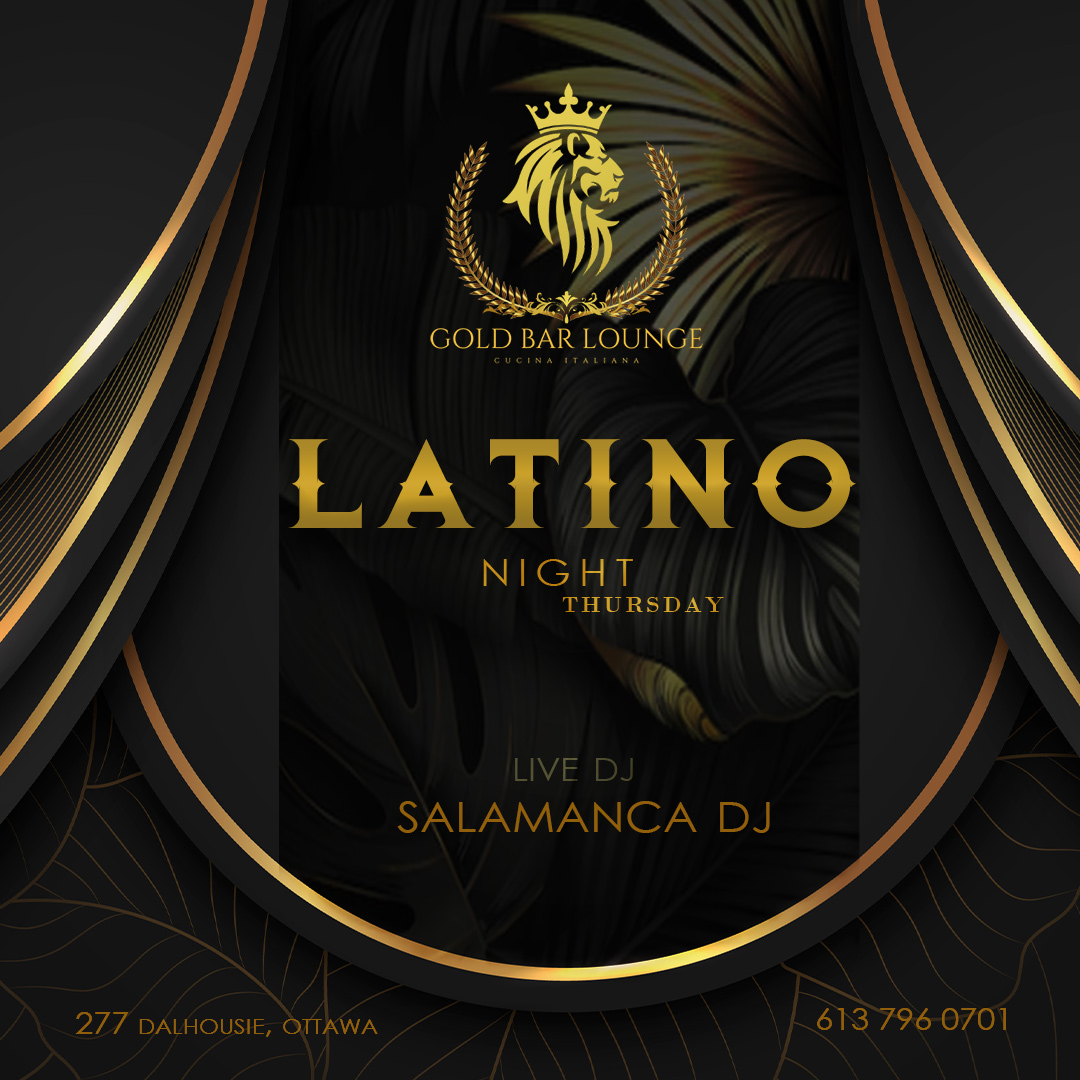 GOLD BAR LOUNGE
CUCINA ITALIANA
LATINO
NIGHT
THURSDAY
LIVE DJ
SALAMANCA DJ
277 DALHOUSIE, OTTAWA
613 796 0701